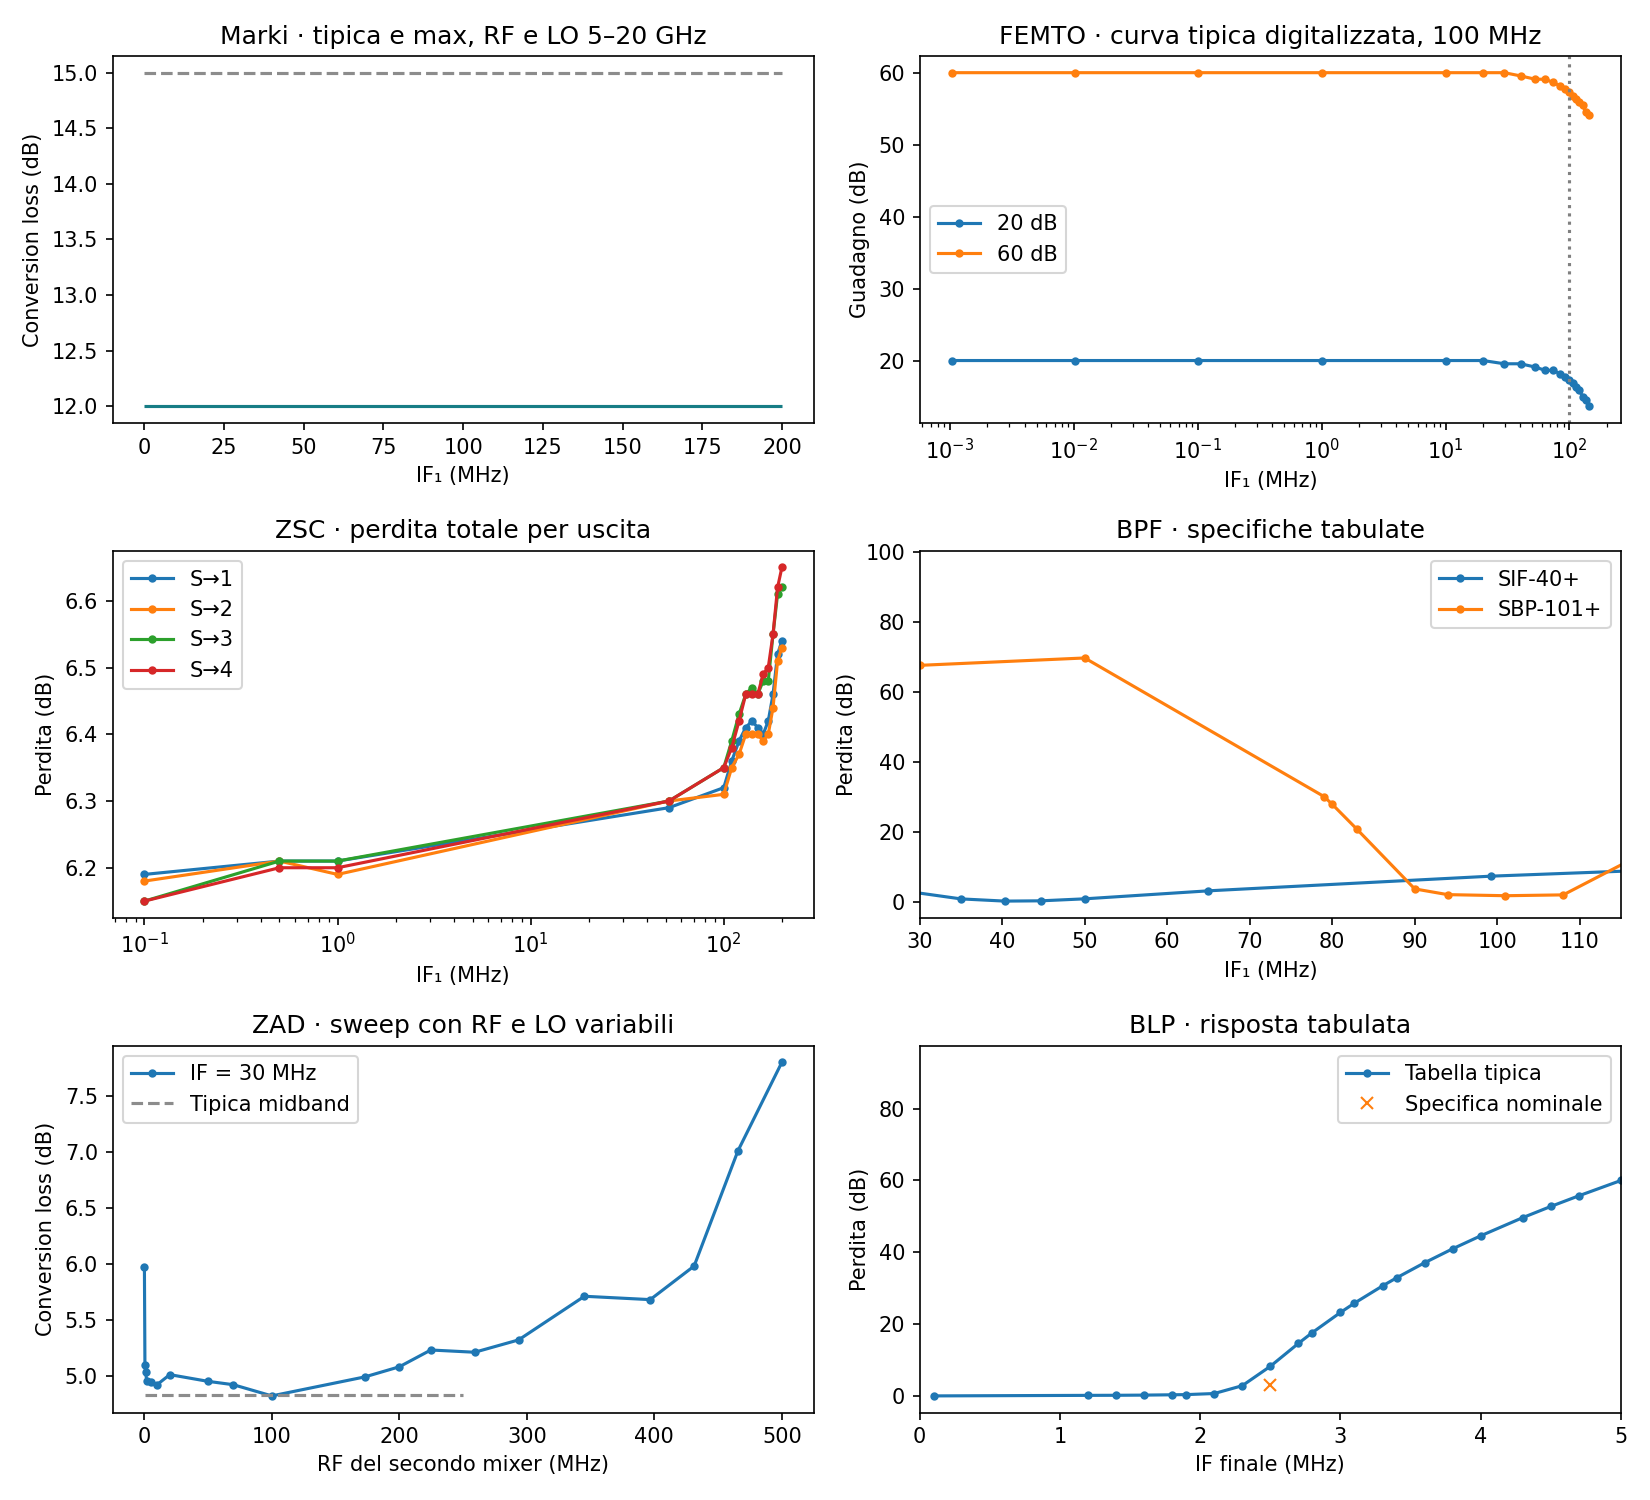 Marki · tipica e max, RF e LO 5–20 GHz
Conversion loss (dB)
15.0
14.5
14.0
13.5
13.0
12.5
12.0
0 25 50 75 100 125 150 175 200
IF₁ (MHz)
FEMTO · curva tipica digitalizzata, 100 MHz
Guadagno (dB)
60
50
40
30
20
20 dB
60 dB
10⁻³ 10⁻² 10⁻¹ 10⁰ 10¹ 10²
IF₁ (MHz)
ZSC · perdita totale per uscita
Perdita (dB)
6.6
6.5
6.4
6.3
6.2
S→1
S→2
S→3
S→4
10⁻¹ 10⁰ 10¹ 10²
IF₁ (MHz)
BPF · specifiche tabulate
Perdita (dB)
100
80
60
40
20
0
SIF-40+
SBP-101+
30 40 50 60 70 80 90 100 110
IF₁ (MHz)
ZAD · sweep con RF e LO variabili
Conversion loss (dB)
7.5
7.0
6.5
6.0
5.5
5.0
IF = 30 MHz
Tipica midband
0 100 200 300 400 500
RF del secondo mixer (MHz)
BLP · risposta tabulata
Perdita (dB)
80
60
40
20
0
Tabella tipica
Specifica nominale
0 1 2 3 4 5
IF finale (MHz)